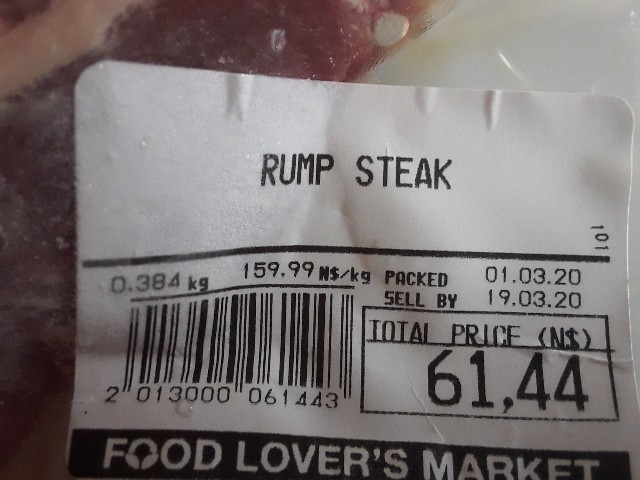 RUMP STEAK
101
0.384 kg 159.99 N$/kg PACKED 01.03.20
SELL BY 19.03.20
TOTAL PRICE (N$)
61,44
2 013000 061443
FOOD LOVER'S MARKET